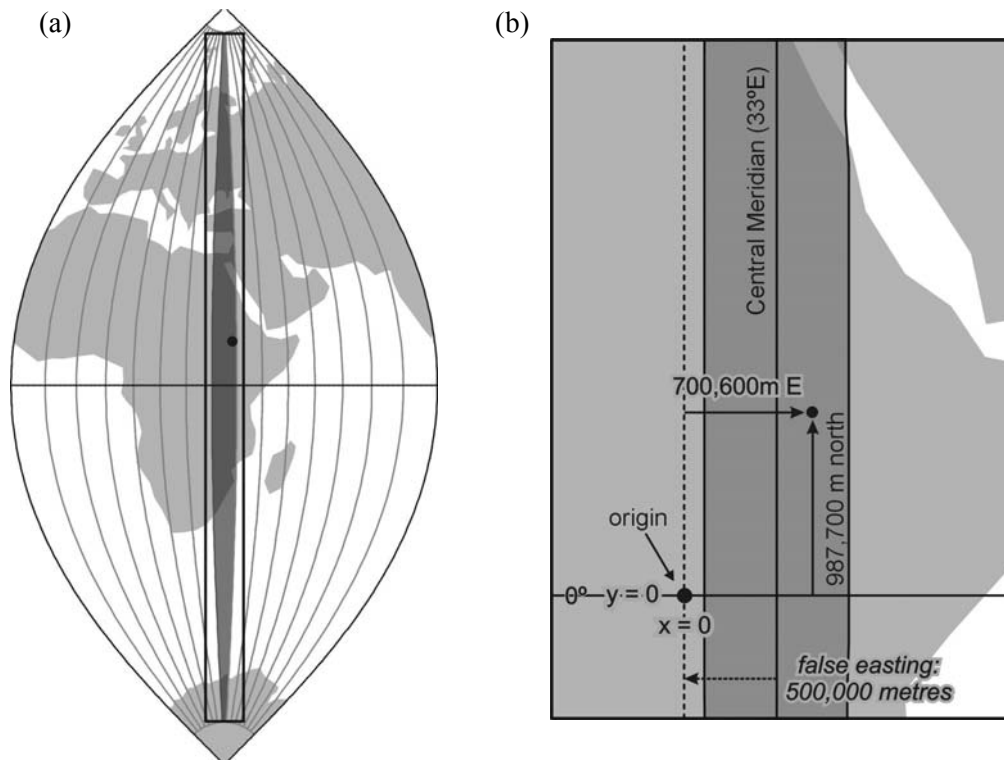 (a)
(b)
Central Meridian (33ºE)
700,600m E
987,700 m north
origin
0º y = 0
x = 0
false easting:
500,000 metres